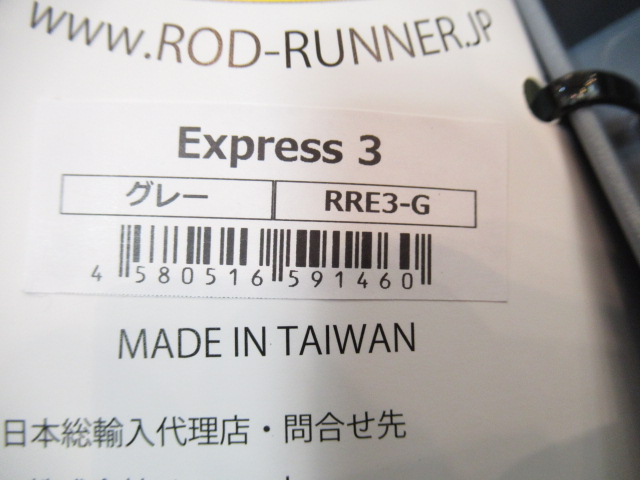 WWW.ROD-RUNNER.JP
Express 3
グレー RRE3-G
4 580516 591460
MADE IN TAIWAN
日本総輸入代理店・問合せ先